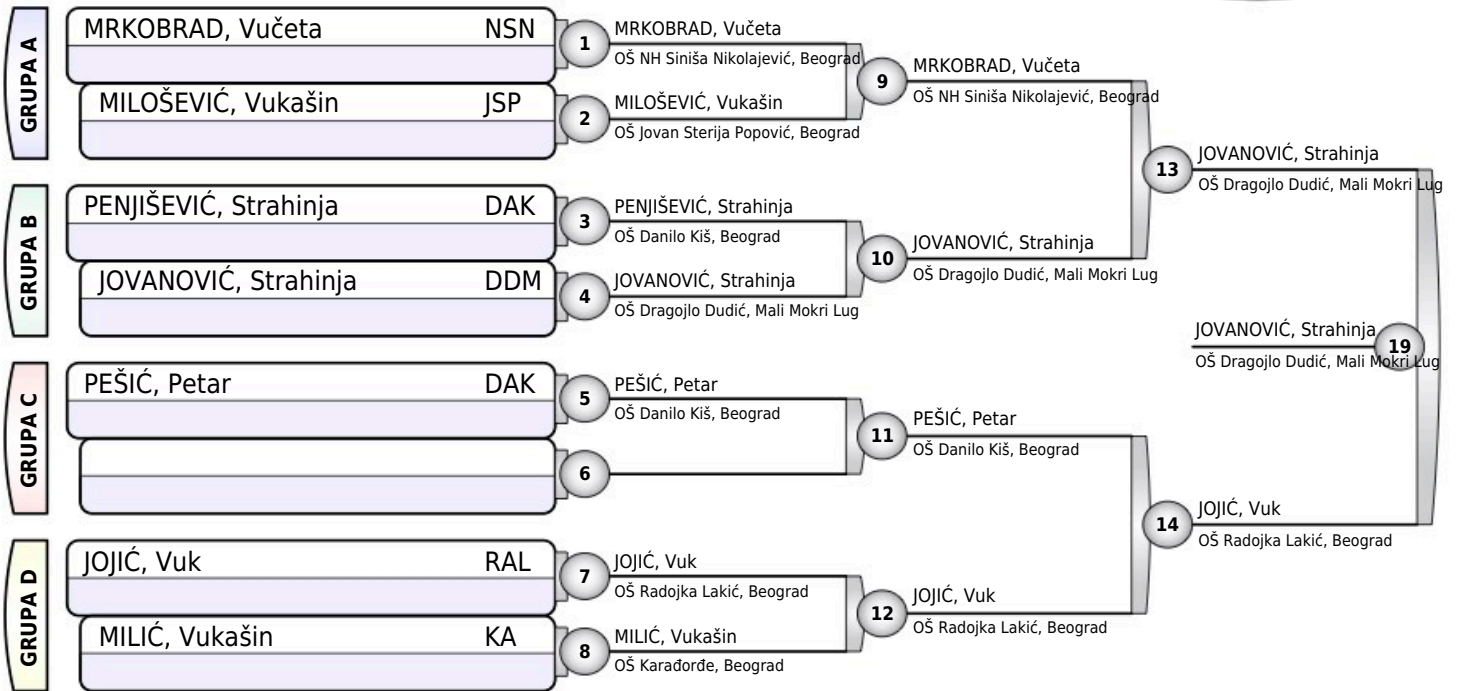 GRUPA A
MRKOBRAD, Vučeta NSN
MILOŠEVIĆ, Vukašin JSP
GRUPA B
PENJIŠEVIĆ, Strahinja DAK
JOVANOVIĆ, Strahinja DDM
GRUPA C
PEŠIĆ, Petar DAK
GRUPA D
JOJIĆ, Vuk RAL
MILIĆ, Vukašin KA
1
MRKOBRAD, Vučeta
OŠ NH Siniša Nikolajević, Beograd
2
MILOŠEVIĆ, Vukašin
OŠ Jovan Sterija Popović, Beograd
3
PENJIŠEVIĆ, Strahinja
OŠ Danilo Kiš, Beograd
4
JOVANOVIĆ, Strahinja
OŠ Dragojlo Dudić, Mali Mokri Lug
5
PEŠIĆ, Petar
OŠ Danilo Kiš, Beograd
6
7
JOJIĆ, Vuk
OŠ Radojka Lakić, Beograd
8
MILIĆ, Vukašin
OŠ Karađorđe, Beograd
9
MRKOBRAD, Vučeta
OŠ NH Siniša Nikolajević, Beograd
10
JOVANOVIĆ, Strahinja
OŠ Dragojlo Dudić, Mali Mokri Lug
11
PEŠIĆ, Petar
OŠ Danilo Kiš, Beograd
12
JOJIĆ, Vuk
OŠ Radojka Lakić, Beograd
13
JOVANOVIĆ, Strahinja
OŠ Dragojlo Dudić, Mali Mokri Lug
14
JOJIĆ, Vuk
OŠ Radojka Lakić, Beograd
19
JOVANOVIĆ, Strahinja
OŠ Dragojlo Dudić, Mali Mokri Lug